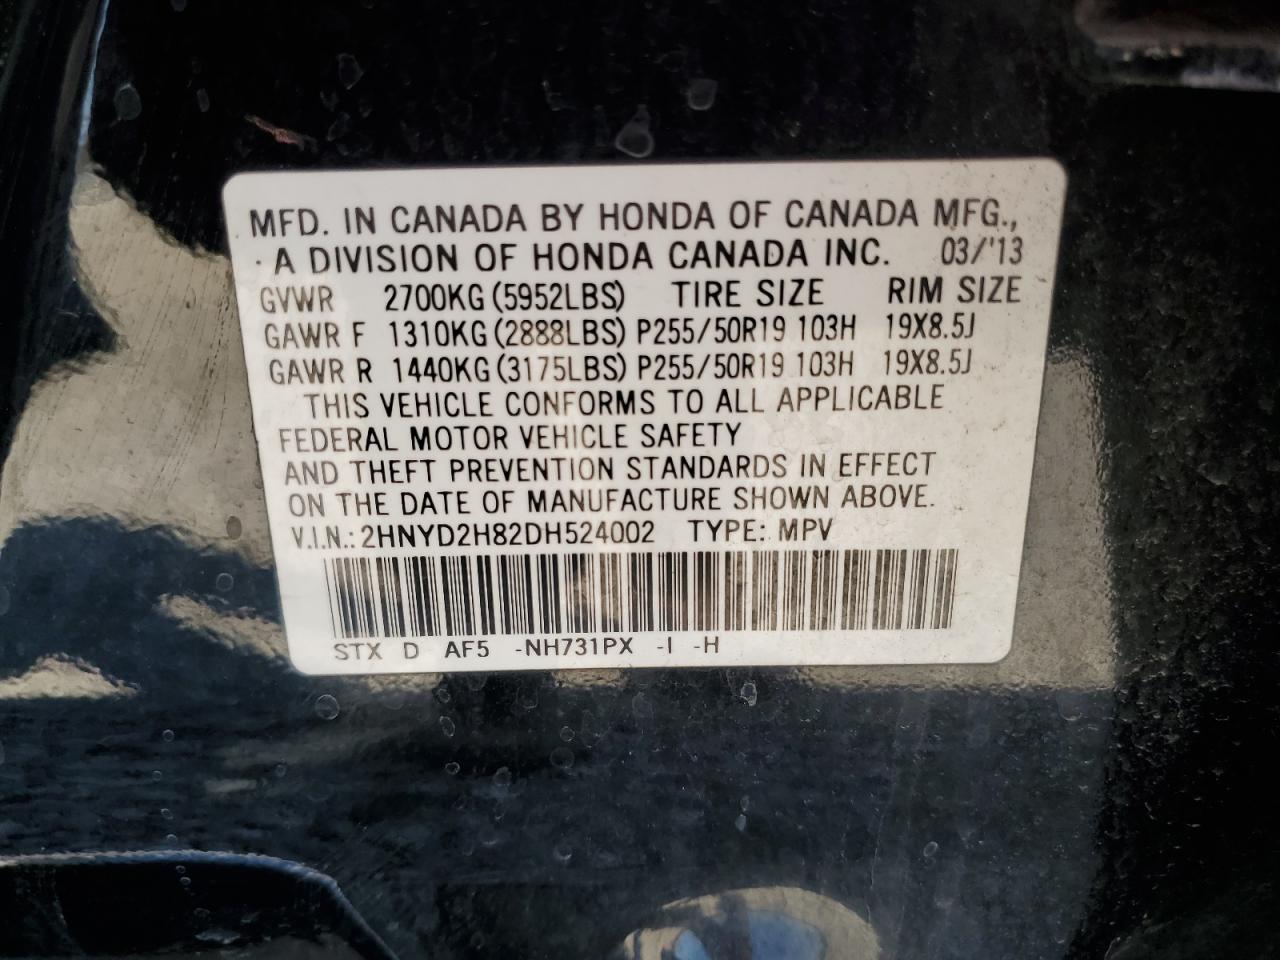 MFD. IN CANADA BY HONDA OF CANADA MFG.,
A DIVISION OF HONDA CANADA INC. 03/'13
GVWR 2700KG (5952LBS) TIRE SIZE RIM SIZE
GAWR F 1310KG (2888LBS) P255/50R19 103H 19X8.5J
GAWR R 1440KG (3175LBS) P255/50R19 103H 19X8.5J
THIS VEHICLE CONFORMS TO ALL APPLICABLE
FEDERAL MOTOR VEHICLE SAFETY
AND THEFT PREVENTION STANDARDS IN EFFECT
ON THE DATE OF MANUFACTURE SHOWN ABOVE.
V.I.N.: 2HNYD2H82DH524002 TYPE: MPV
STX D AF5 -NH731PX -I -H